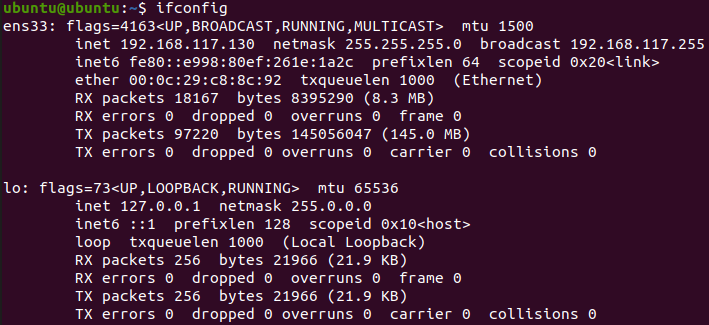 ubuntu@ubuntu:~$ ifconfig
ens33: flags=4163<UP,BROADCAST,RUNNING,MULTICAST>  mtu 1500
        inet 192.168.117.130  netmask 255.255.255.0  broadcast 192.168.117.255
        inet6 fe80::e998:80ef:261e:1a2c  prefixlen 64  scopeid 0x20<link>
        ether 00:0c:29:c8:8c:92  txqueuelen 1000  (Ethernet)
        RX packets 18167  bytes 8395290 (8.3 MB)
        RX errors 0  dropped 0  overruns 0  frame 0
        TX packets 97220  bytes 145056047 (145.0 MB)
        TX errors 0  dropped 0 overruns 0  carrier 0  collisions 0

lo: flags=73<UP,LOOPBACK,RUNNING>  mtu 65536
        inet 127.0.0.1  netmask 255.0.0.0
        inet6 ::1  prefixlen 128  scopeid 0x10<host>
        loop  txqueuelen 1000  (Local Loopback)
        RX packets 256  bytes 21966 (21.9 KB)
        RX errors 0  dropped 0  overruns 0  frame 0
        TX packets 256  bytes 21966 (21.9 KB)
        TX errors 0  dropped 0 overruns 0  carrier 0  collisions 0